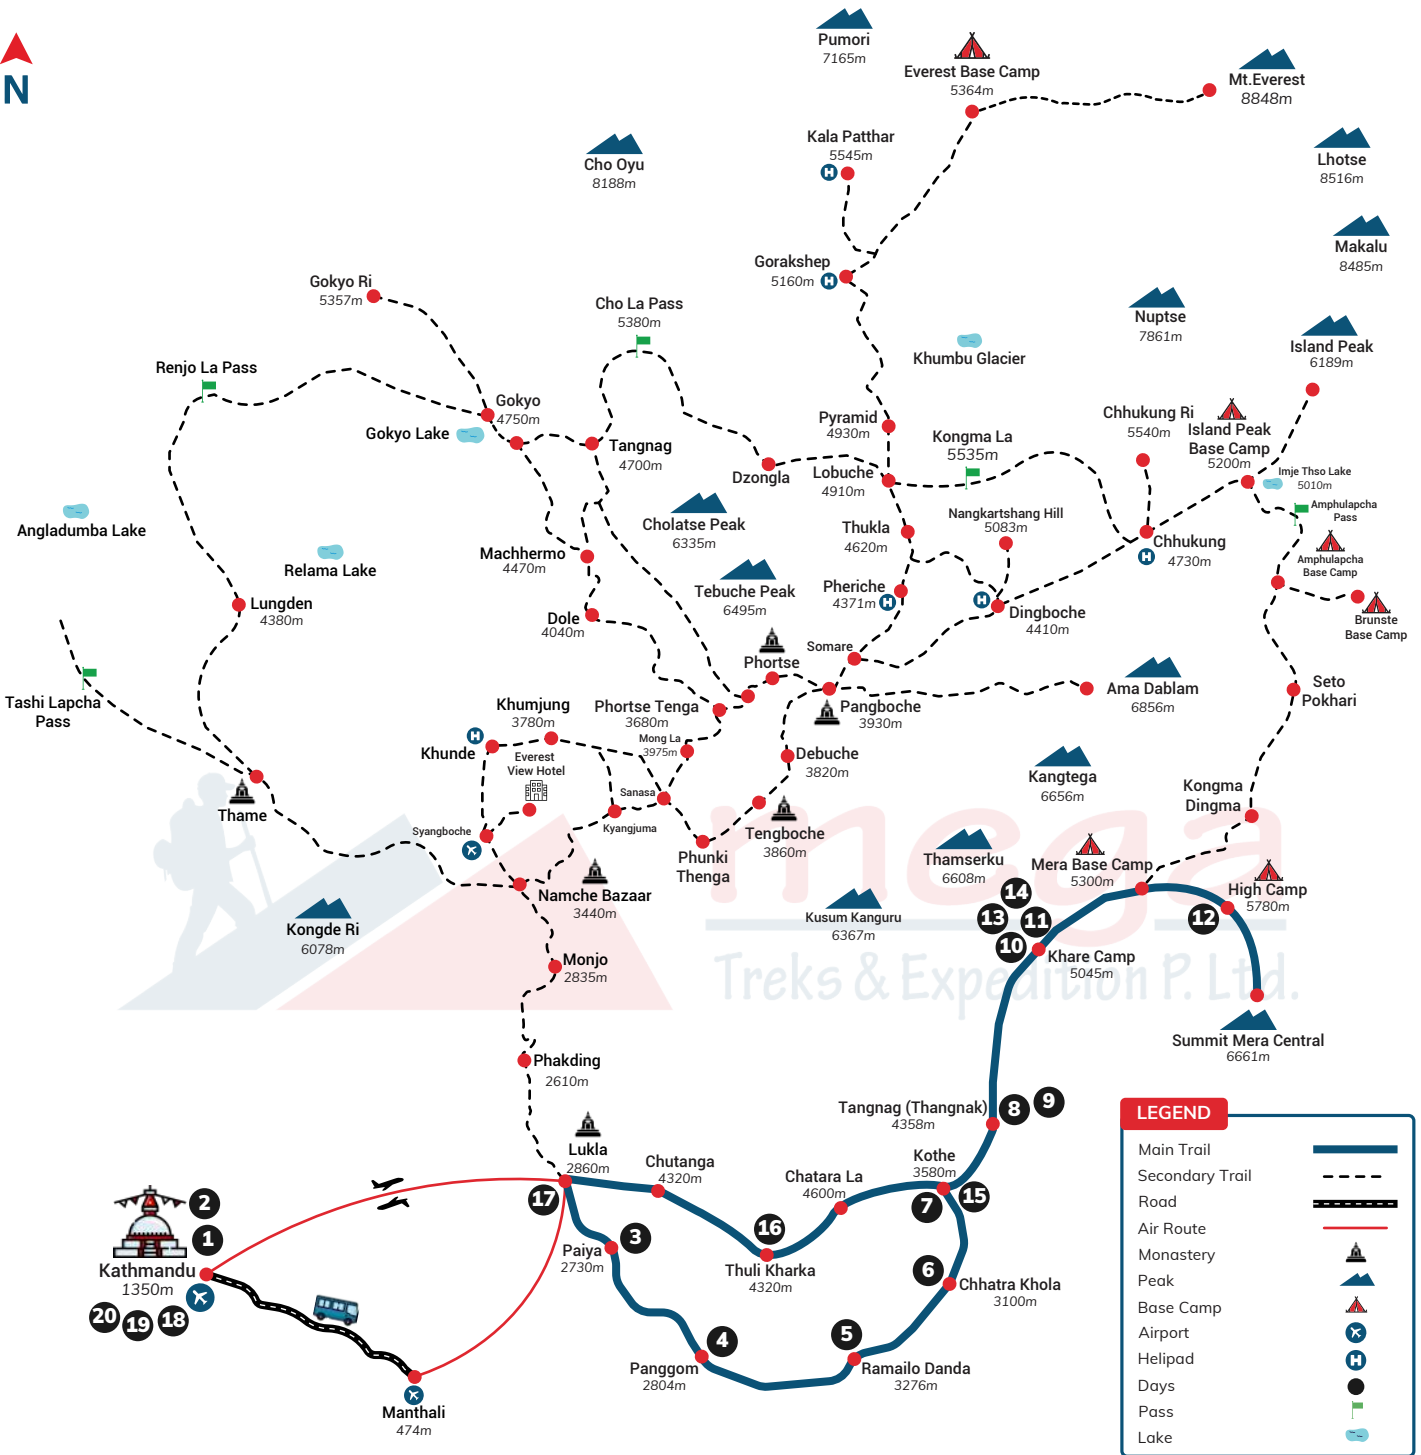 N
Pumori
7165m
Everest Base Camp
5364m
Mt.Everest
8848m
Kala Patthar
5545m
Cho Oyu
8188m
Lhotse
8516m
Makalu
8485m
Gorakshep
5160m
Gokyo Ri
5357m
Cho La Pass
5380m
Nuptse
7861m
Khumbu Glacier
Island Peak
6189m
Renjo La Pass
Gokyo
4750m
Gokyo Lake
Tangnag
4700m
Pyramid
4930m
Kongma La
5535m
Chhukung Ri
5540m
Island Peak
Base Camp
5200m
Imje Thso Lake
5010m
Dzongla
Lobuche
4910m
Amphulapcha
Pass
Angladumba Lake
Cholatse Peak
6335m
Thukla
4620m
Nangkartshang Hill
5083m
Chhukung
4730m
Amphulapcha
Base Camp
Machhermo
4470m
Relama Lake
Tebuche Peak
6495m
Pheriche
4371m
Lungden
4380m
Dole
4040m
Dingboche
4410m
Brunste
Base Camp
Somare
Phortse
Tashi Lapcha
Pass
Khumjung
3780m
Phortse Tenga
3680m
Pangboche
3930m
Ama Dablam
6856m
Seto
Pokhari
Khunde
Mong La
3975m
Everest
View Hotel
Debuche
3820m
Kangtega
6656m
Kongma
Dingma
Thame
Sanasa
Kyangjuma
Syangboche
Tengboche
3860m
Phunki
Thenga
mega
Treks & Expedition P. Ltd.
Thamserku
6608m
Mera Base Camp
5300m
High Camp
5780m
Namche Bazaar
3440m
Kusum Kanguru
6367m
Kongde Ri
6078m
14
13
11
10
12
Khare Camp
5045m
Monjo
2835m
Summit Mera Central
6661m
Phakding
2610m
Tangnag (Thangnak)
4358m
8
9
Lukla
2860m
17
Chutanga
4320m
Chatara La
4600m
Kothe
3580m
7
15
2
1
Kathmandu
1350m
20
19
18
Paiya
2730m
3
16
Thuli Kharka
4320m
6
Chhatra Khola
3100m
4
Panggom
2804m
5
Ramailo Danda
3276m
Manthali
474m
LEGEND
Main Trail
Secondary Trail
Road
Air Route
Monastery
Peak
Base Camp
Airport
Helipad
Days
Pass
Lake